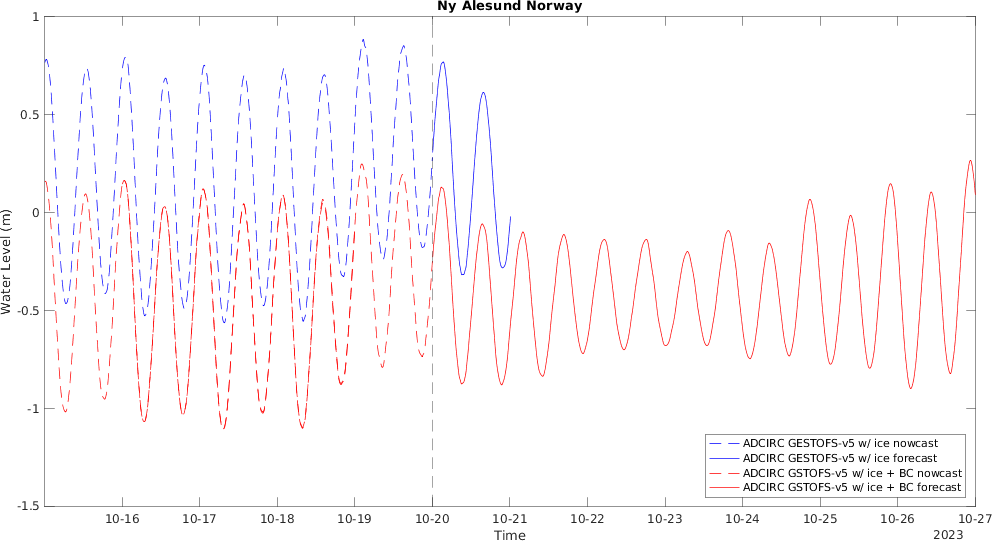 Ny Alesund Norway
1
0.5
0
-0.5
-1
-1.5
Water Level (m)
ADCIRC GESTOFS-v5 w/ ice nowcast
ADCIRC GESTOFS-v5 w/ ice forecast
ADCIRC GSTOFS-v5 w/ ice + BC nowcast
ADCIRC GSTOFS-v5 w/ ice + BC forecast
10-16 10-17 10-18 10-19 10-20 10-21 10-22 10-23 10-24 10-25 10-26 10-27
Time
2023